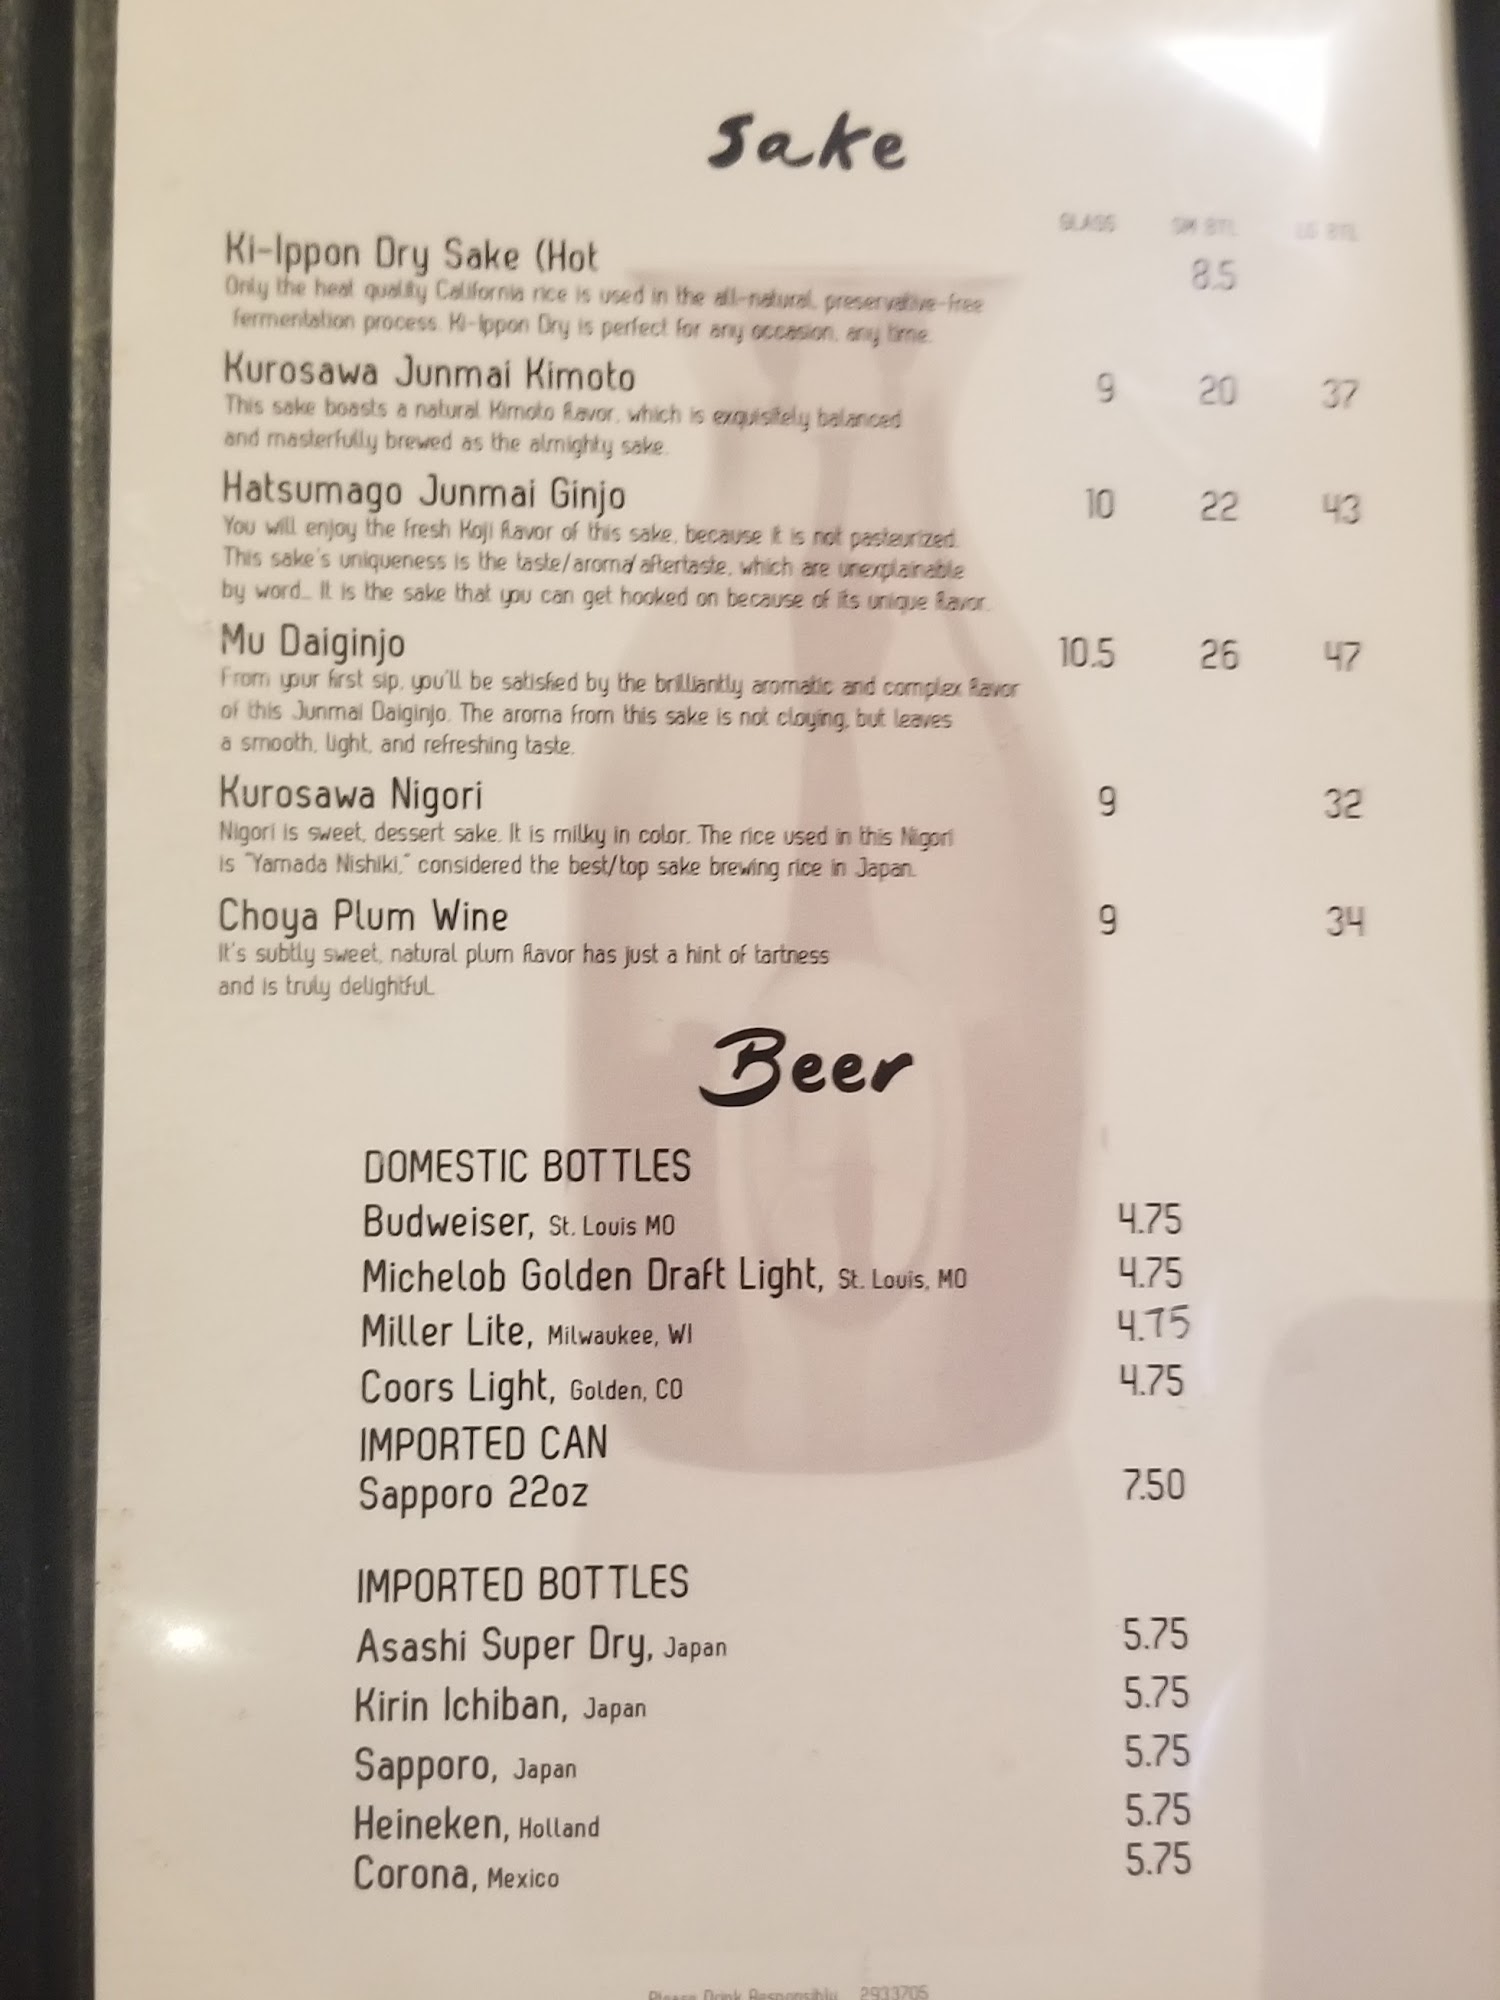 Sake
GLASS SM BTL LG BTL
Ki-Ippon Dry Sake (Hot 8.5
Only the heat quality California rice is used in the all-natural, preservative-free
fermentation process. Ki-Ippon Dry is perfect for any occasion, any time.
Kurosawa Junmai Kimoto 9 20 37
This sake boasts a natural Kimoto flavor, which is exquisitely balanced
and masterfully brewed as the almighty sake.
Hatsumago Junmai Ginjo 10 22 43
You will enjoy the fresh Koji flavor of this sake, because it is not pasteurized.
This sake's uniqueness is the taste/aroma/aftertaste, which are unexplainable
by word... It is the sake that you can get hooked on because of its unique flavor.
Mu Daiginjo 10.5 26 47
From your first sip, you'll be satisfied by the brilliantly aromatic and complex flavor
of this Junmai Daiginjo. The aroma from this sake is not cloying, but leaves
a smooth, light, and refreshing taste.
Kurosawa Nigori 9 32
Nigori is sweet, dessert sake. It is milky in color. The rice used in this Nigori
is "Yamada Nishiki," considered the best/top sake brewing rice in Japan.
Choya Plum Wine 9 34
It's subtly sweet, natural plum flavor has just a hint of tartness
and is truly delightful.
Beer
DOMESTIC BOTTLES
Budweiser, St. Louis MO 4.75
Michelob Golden Draft Light, St. Louis, MO 4.75
Miller Lite, Milwaukee, WI 4.75
Coors Light, Golden, CO 4.75
IMPORTED CAN
Sapporo 22oz 7.50
IMPORTED BOTTLES
Asashi Super Dry, Japan 5.75
Kirin Ichiban, Japan 5.75
Sapporo, Japan 5.75
Heineken, Holland 5.75
Corona, Mexico 5.75
Please Drink Responsibly 2933705